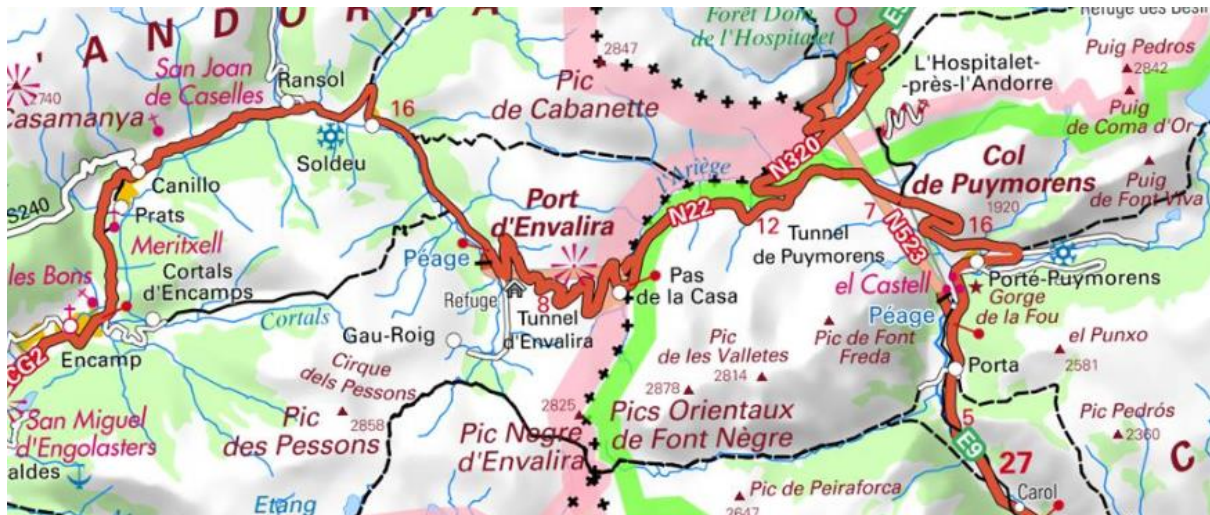 ANDORRA
Forêt Dom
de l'Hospitalet
Refuge des Bésin
San Joan
de Caselles
Ransol
2847
L'Hospitalet
-près-l'Andorre
Puig Pedros
2842
2740
Casamanya
16
Pic
de Cabanette
Puig
de Coma d'Or
Soldeu
N320
Col
de Puymorens
1920
Canillo
l'Ariège
Puig
de Font Viva
S240
Prats
Port
d'Envalira
N22
12
7
N523
16
Meritxell
Tunnel
de Puymorens
les Bons
Cortals
d'Encamps
Péage
Pas
de la Casa
el Castell
Porté-Puymorens
Refuge
8
Gorge
de la Fou
Cortals
Gau-Roig
Tunnel
d'Envalira
Péage
CG2
Encamp
Pic
de les Valletes
2814
Pic de Font
Freda
el Punxo
2581
Cirque
dels Pessons
2878
Porta
San Miguel
d'Engolasters
Pic
des Pessons
2858
2825
Pic Negre
d'Envalira
Pics Orientaux
de Font Nègre
5
E9
Pic Pedrós
2360
27
C
aldes
Etang
Pic de Peiraforca
2647
Carol